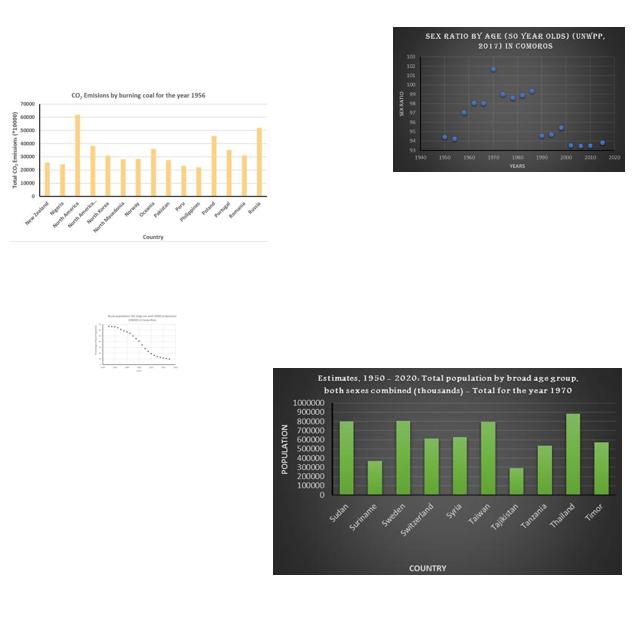 SEX RATIO BY AGE (50 YEAR OLDS) (UNWPP,
2017) IN COMOROS
103
102
101
100
99
98
97
96
95
94
93
SEX RATIO
1940 1950 1960 1970 1980 1990 2000 2010 2020
YEARS
CO₂ Emisions by burning coal for the year 1956
70000
60000
50000
40000
30000
20000
10000
0
Total CO₂ Emissions (*10000)
New Zealand
Nigeria
North America
North America..
North Korea
North Macedonia
Norway
Oceania
Pakistan
Peru
Philippines
Poland
Portugal
Romania
Russia
Country
Estimates, 1950 - 2020: Total population by broad age group,
both sexes combined (thousands) - Total for the year 1970
1000000
900000
800000
700000
600000
500000
400000
300000
200000
100000
0
POPULATION
Sudan
Suriname
Sweden
Switzerland
Syria
Taiwan
Tajikistan
Tanzania
Thailand
Timor
COUNTRY